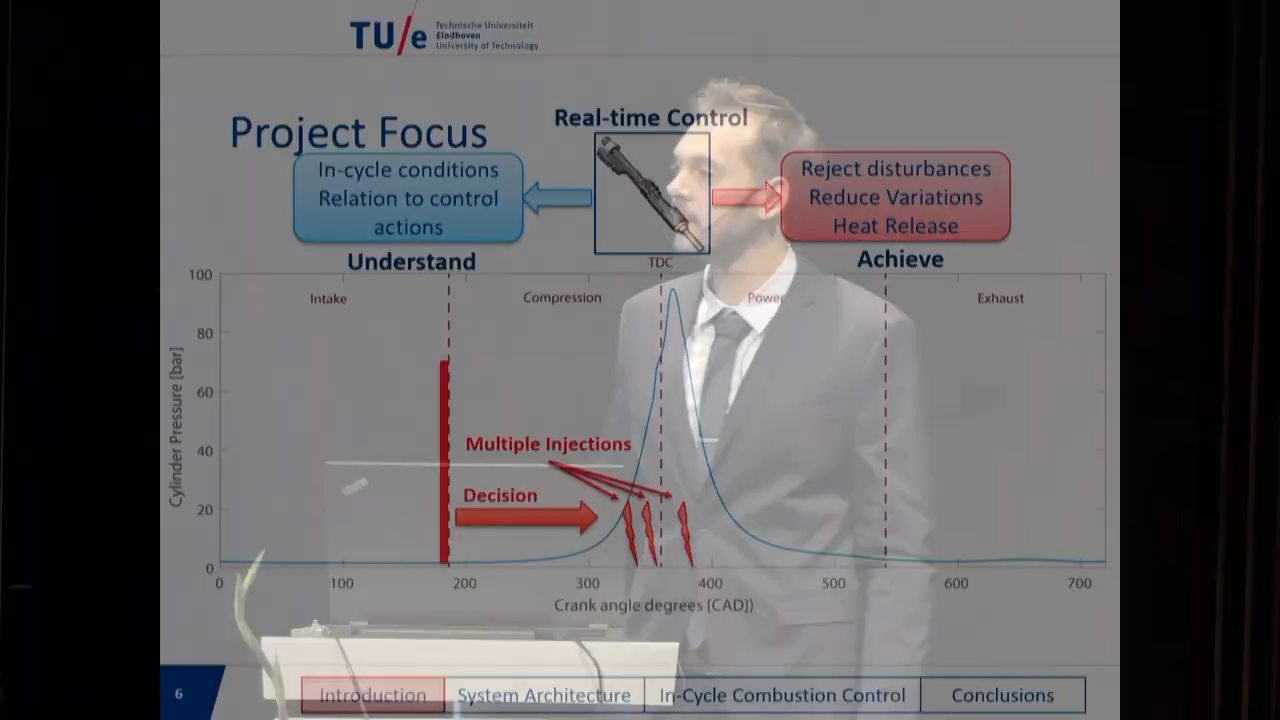 TU/e
Technische Universiteit
Eindhoven
University of Technology
Project Focus
Real-time Control
In-cycle conditions
Relation to control
actions
Reject disturbances
Reduce Variations
Heat Release
Understand
TDC
Achieve
Intake
Compression
Power
Exhaust
100
80
60
40
20
0
Cylinder Pressure [bar]
Multiple Injections
Decision
0 100 200 300 400 500 600 700
Crank angle degrees [CAD])
6
Introduction
System Architecture
In-Cycle Combustion Control
Conclusions